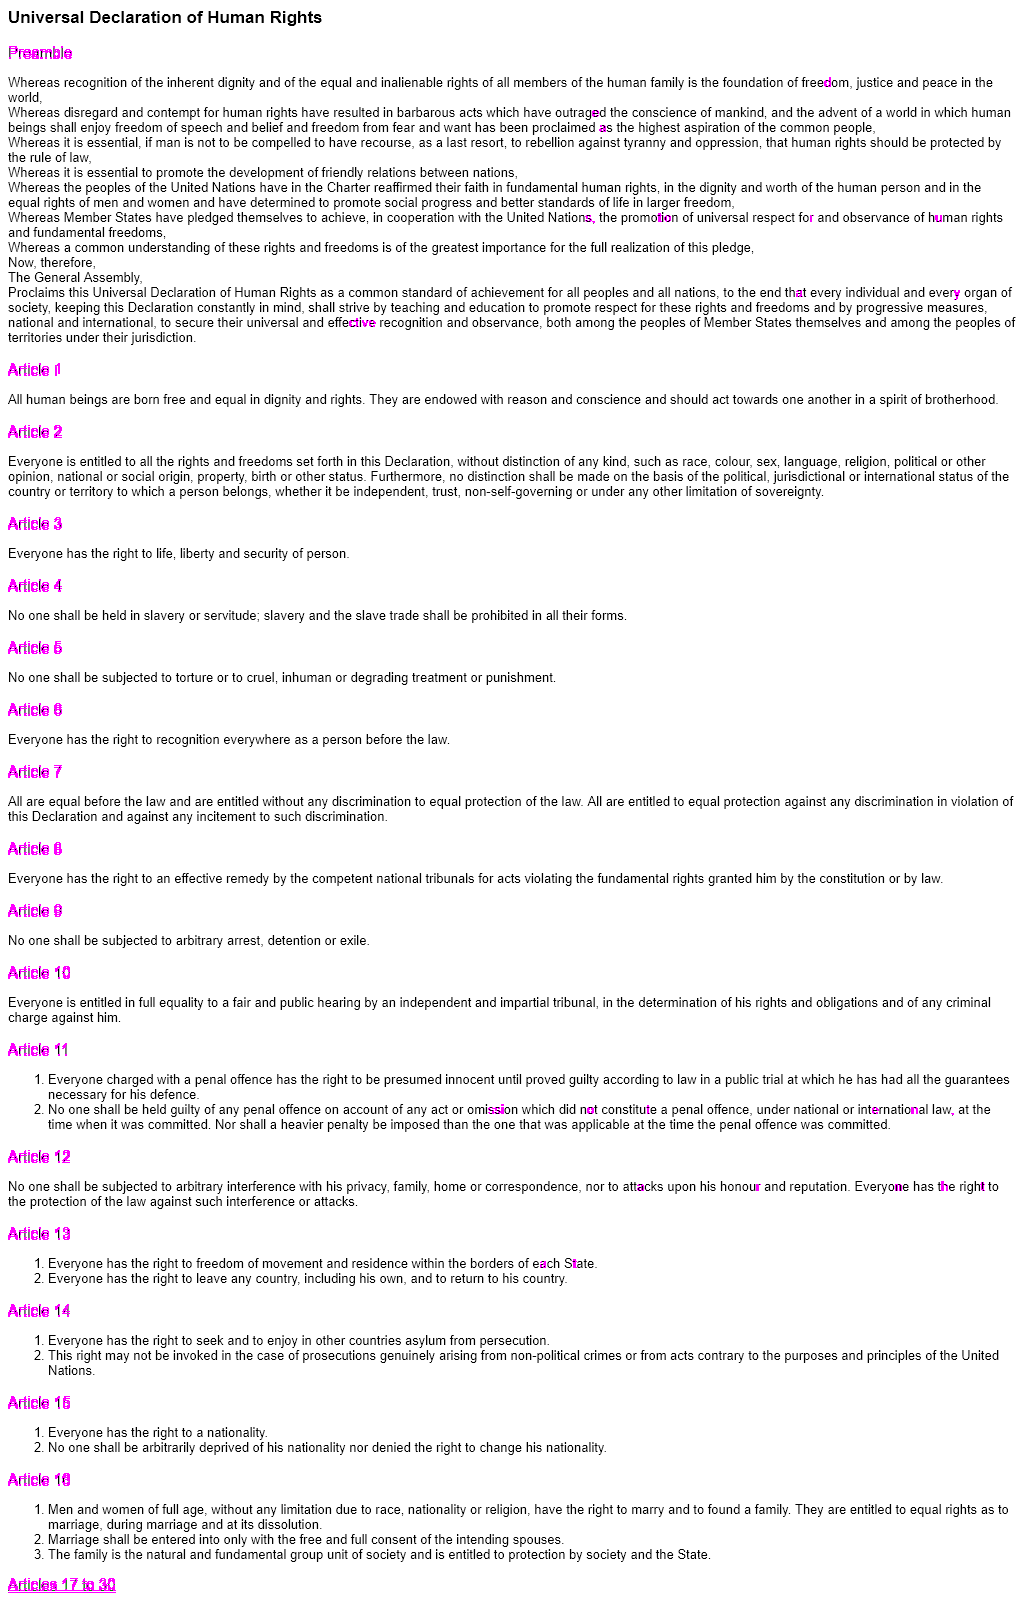 Universal Declaration of Human Rights
Preamble
Whereas recognition of the inherent dignity and of the equal and inalienable rights of all members of the human family is the foundation of freedom, justice and peace in the
world,
Whereas disregard and contempt for human rights have resulted in barbarous acts which have outraged the conscience of mankind, and the advent of a world in which human
beings shall enjoy freedom of speech and belief and freedom from fear and want has been proclaimed as the highest aspiration of the common people,
Whereas it is essential, if man is not to be compelled to have recourse, as a last resort, to rebellion against tyranny and oppression, that human rights should be protected by
the rule of law,
Whereas it is essential to promote the development of friendly relations between nations,
Whereas the peoples of the United Nations have in the Charter reaffirmed their faith in fundamental human rights, in the dignity and worth of the human person and in the
equal rights of men and women and have determined to promote social progress and better standards of life in larger freedom,
Whereas Member States have pledged themselves to achieve, in cooperation with the United Nations, the promotion of universal respect for and observance of human rights
and fundamental freedoms,
Whereas a common understanding of these rights and freedoms is of the greatest importance for the full realization of this pledge,
Now, therefore,
The General Assembly,
Proclaims this Universal Declaration of Human Rights as a common standard of achievement for all peoples and all nations, to the end that every individual and every organ of
society, keeping this Declaration constantly in mind, shall strive by teaching and education to promote respect for these rights and freedoms and by progressive measures,
national and international, to secure their universal and effective recognition and observance, both among the peoples of Member States themselves and among the peoples of
territories under their jurisdiction.
Article 1
All human beings are born free and equal in dignity and rights. They are endowed with reason and conscience and should act towards one another in a spirit of brotherhood.
Article 2
Everyone is entitled to all the rights and freedoms set forth in this Declaration, without distinction of any kind, such as race, colour, sex, language, religion, political or other
opinion, national or social origin, property, birth or other status. Furthermore, no distinction shall be made on the basis of the political, jurisdictional or international status of the
country or territory to which a person belongs, whether it be independent, trust, non-self-governing or under any other limitation of sovereignty.
Article 3
Everyone has the right to life, liberty and security of person.
Article 4
No one shall be held in slavery or servitude; slavery and the slave trade shall be prohibited in all their forms.
Article 5
No one shall be subjected to torture or to cruel, inhuman or degrading treatment or punishment.
Article 6
Everyone has the right to recognition everywhere as a person before the law.
Article 7
All are equal before the law and are entitled without any discrimination to equal protection of the law. All are entitled to equal protection against any discrimination in violation of
this Declaration and against any incitement to such discrimination.
Article 8
Everyone has the right to an effective remedy by the competent national tribunals for acts violating the fundamental rights granted him by the constitution or by law.
Article 9
No one shall be subjected to arbitrary arrest, detention or exile.
Article 10
Everyone is entitled in full equality to a fair and public hearing by an independent and impartial tribunal, in the determination of his rights and obligations and of any criminal
charge against him.
Article 11
1. Everyone charged with a penal offence has the right to be presumed innocent until proved guilty according to law in a public trial at which he has had all the guarantees
necessary for his defence.
2. No one shall be held guilty of any penal offence on account of any act or omission which did not constitute a penal offence, under national or international law, at the
time when it was committed. Nor shall a heavier penalty be imposed than the one that was applicable at the time the penal offence was committed.
Article 12
No one shall be subjected to arbitrary interference with his privacy, family, home or correspondence, nor to attacks upon his honour and reputation. Everyone has the right to
the protection of the law against such interference or attacks.
Article 13
1. Everyone has the right to freedom of movement and residence within the borders of each State.
2. Everyone has the right to leave any country, including his own, and to return to his country.
Article 14
1. Everyone has the right to seek and to enjoy in other countries asylum from persecution.
2. This right may not be invoked in the case of prosecutions genuinely arising from non-political crimes or from acts contrary to the purposes and principles of the United
Nations.
Article 15
1. Everyone has the right to a nationality.
2. No one shall be arbitrarily deprived of his nationality nor denied the right to change his nationality.
Article 16
1. Men and women of full age, without any limitation due to race, nationality or religion, have the right to marry and to found a family. They are entitled to equal rights as to
marriage, during marriage and at its dissolution.
2. Marriage shall be entered into only with the free and full consent of the intending spouses.
3. The family is the natural and fundamental group unit of society and is entitled to protection by society and the State.
Articles 17 to 30